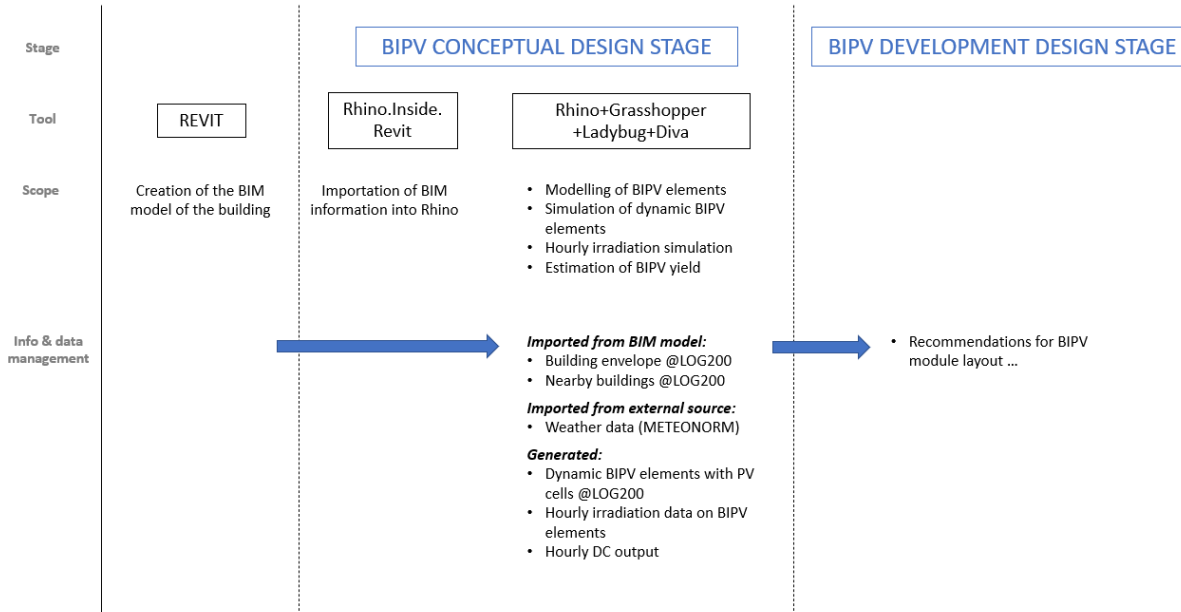 Stage
BIPV CONCEPTUAL DESIGN STAGE
BIPV DEVELOPMENT DESIGN STAGE
Tool
REVIT
Rhino.Inside.
Revit
Rhino+Grasshopper
+Ladybug+Diva
Scope
Creation of the BIM
model of the building
Importation of BIM
information into Rhino
• Modelling of BIPV elements
• Simulation of dynamic BIPV
elements
• Hourly irradiation simulation
• Estimation of BIPV yield
Info & data
management
Imported from BIM model:
• Building envelope @LOG200
• Nearby buildings @LOG200
Imported from external source:
• Weather data (METEONORM)
Generated:
• Dynamic BIPV elements with PV
cells @LOG200
• Hourly irradiation data on BIPV
elements
• Hourly DC output
• Recommendations for BIPV
module layout ...